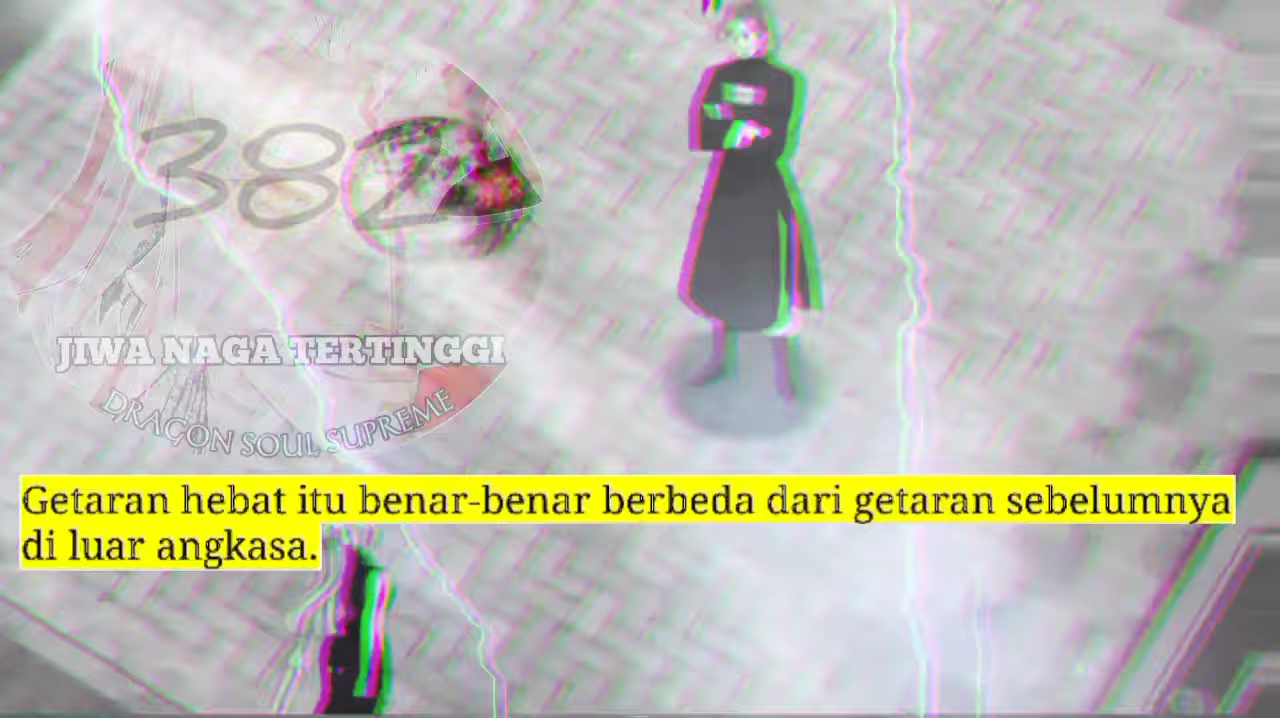 382
JIWA NAGA TERTINGGI
DRAGON SOUL SUPREME
Getaran hebat itu benar-benar berbeda dari getaran sebelumnya
di luar angkasa.